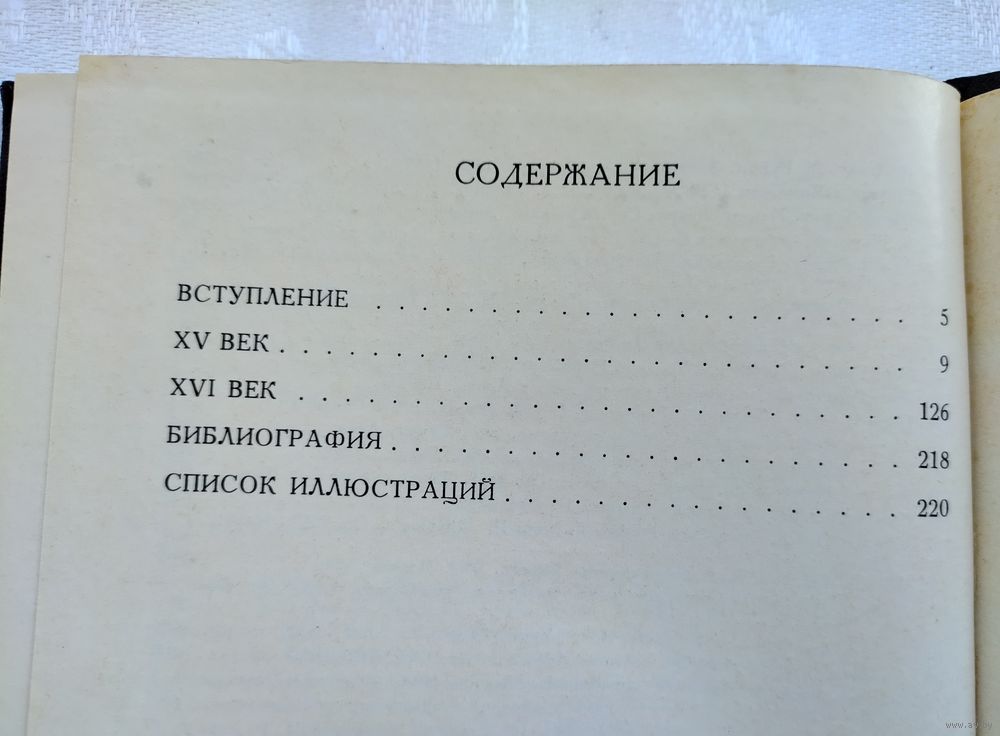 СОДЕРЖАНИЕ
ВСТУПЛЕНИЕ . . . . . . . . . . . . . . . . . . . . . . . 5
XV ВЕК . . . . . . . . . . . . . . . . . . . . . . . . . . . 9
XVI ВЕК . . . . . . . . . . . . . . . . . . . . . . . . . . 126
БИБЛИОГРАФИЯ . . . . . . . . . . . . . . . . . . . . . . 218
СПИСОК ИЛЛЮСТРАЦИЙ . . . . . . . . . . . . . . . . . 220